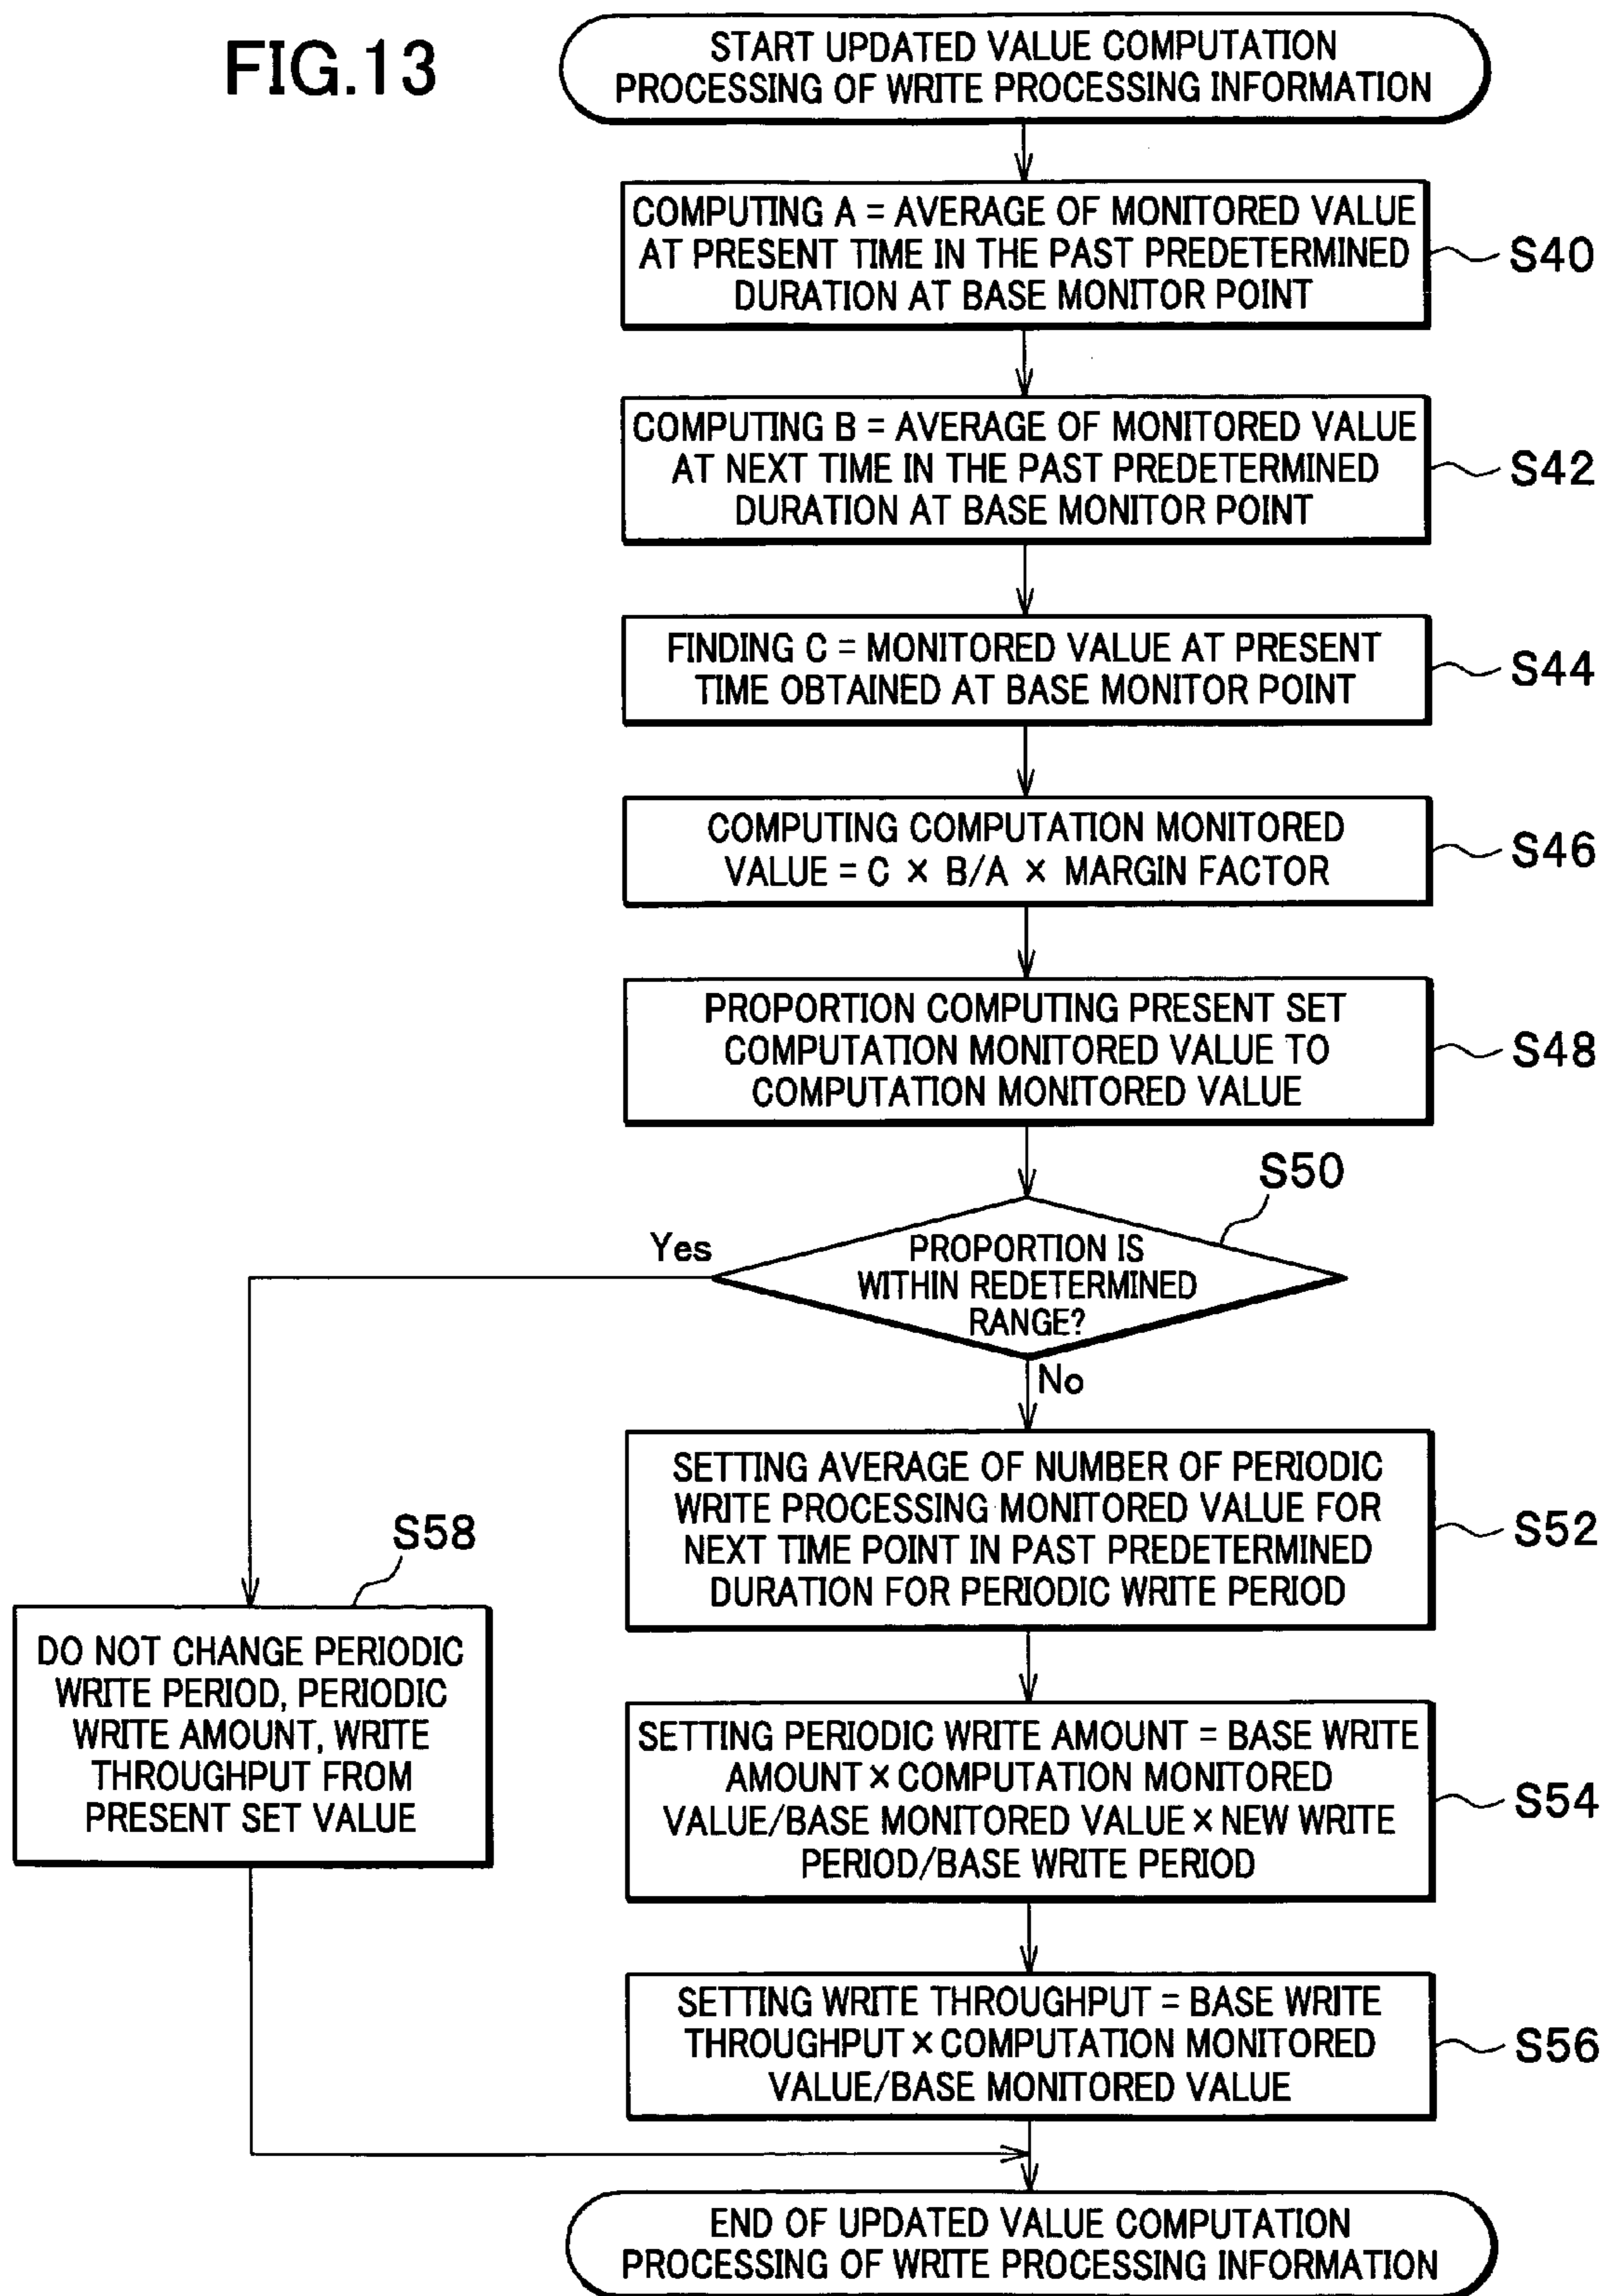 FIG.13
START UPDATED VALUE COMPUTATION
PROCESSING OF WRITE PROCESSING INFORMATION
COMPUTING A = AVERAGE OF MONITORED VALUE
AT PRESENT TIME IN THE PAST PREDETERMINED
DURATION AT BASE MONITOR POINT
S40
COMPUTING B = AVERAGE OF MONITORED VALUE
AT NEXT TIME IN THE PAST PREDETERMINED
DURATION AT BASE MONITOR POINT
S42
FINDING C = MONITORED VALUE AT PRESENT
TIME OBTAINED AT BASE MONITOR POINT
S44
COMPUTING COMPUTATION MONITORED
VALUE = C × B/A × MARGIN FACTOR
S46
PROPORTION COMPUTING PRESENT SET
COMPUTATION MONITORED VALUE TO
COMPUTATION MONITORED VALUE
S48
S50
Yes
PROPORTION IS
WITHIN REDETERMINED
RANGE?
No
SETTING AVERAGE OF NUMBER OF PERIODIC
WRITE PROCESSING MONITORED VALUE FOR
NEXT TIME POINT IN PAST PREDETERMINED
DURATION FOR PERIODIC WRITE PERIOD
S52
S58
DO NOT CHANGE PERIODIC
WRITE PERIOD, PERIODIC
WRITE AMOUNT, WRITE
THROUGHPUT FROM
PRESENT SET VALUE
SETTING PERIODIC WRITE AMOUNT = BASE WRITE
AMOUNT × COMPUTATION MONITORED
VALUE/BASE MONITORED VALUE × NEW WRITE
PERIOD/BASE WRITE PERIOD
S54
SETTING WRITE THROUGHPUT = BASE WRITE
THROUGHPUT × COMPUTATION MONITORED
VALUE/BASE MONITORED VALUE
S56
END OF UPDATED VALUE COMPUTATION
PROCESSING OF WRITE PROCESSING INFORMATION